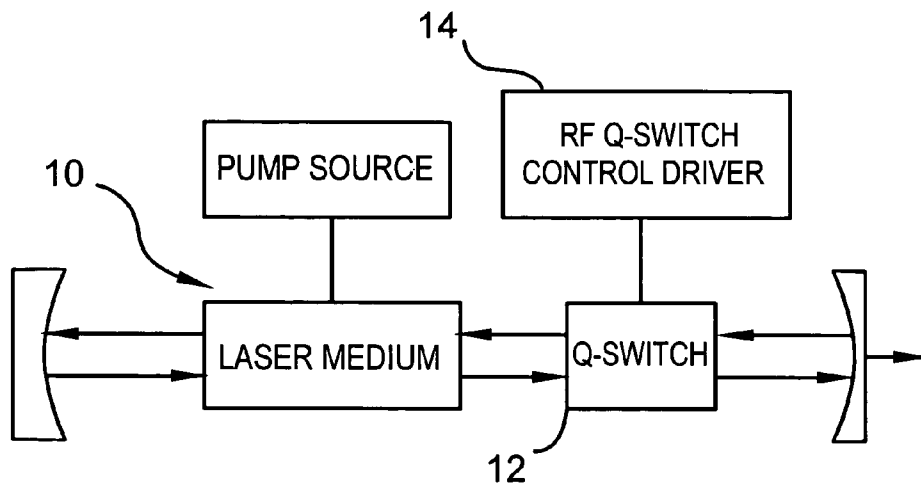 14
RF Q-SWITCH
CONTROL DRIVER
PUMP SOURCE
10
LASER MEDIUM
Q-SWITCH
12